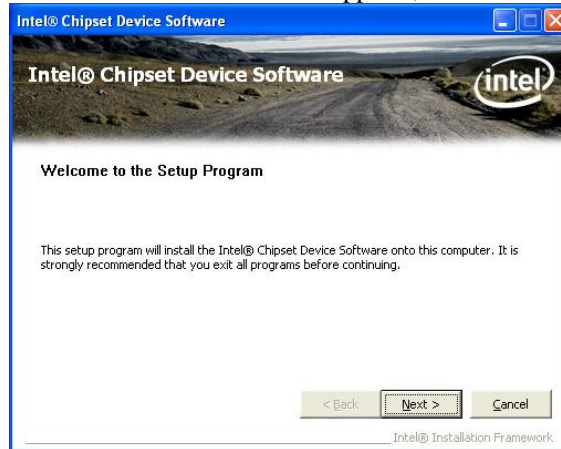 Intel® Chipset Device Software
Intel® Chipset Device Software
intel
Welcome to the Setup Program
This setup program will install the Intel® Chipset Device Software onto this computer. It is
strongly recommended that you exit all programs before continuing.
< Back Next > Cancel
Intel® Installation Framework